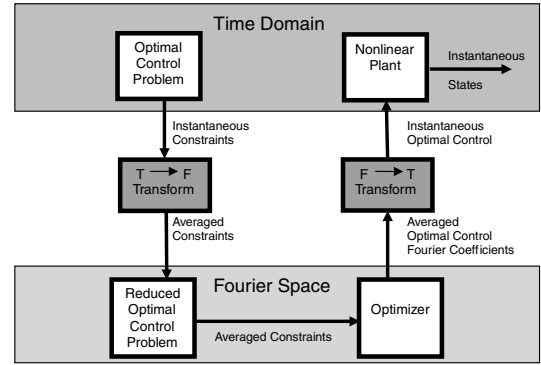 Time Domain
Optimal
Control
Problem
Nonlinear
Plant
Instantaneous
States
Instantaneous
Constraints
Instantaneous
Optimal Control
T → F
Transform
F → T
Transform
Averaged
Constraints
Averaged
Optimal Control
Fourier Coefficients
Fourier Space
Reduced
Optimal
Control
Problem
Averaged Constraints
Optimizer